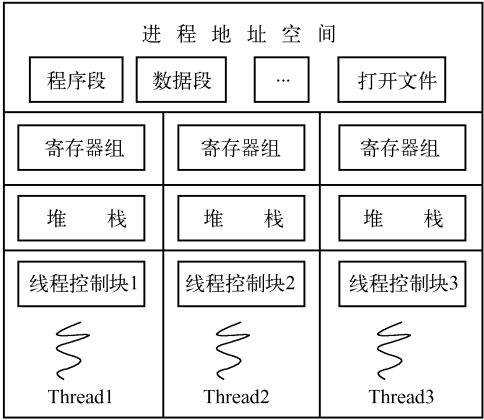 进 程 地 址 空 间
程序段 数据段 ... 打开文件
寄存器组 寄存器组 寄存器组
堆 栈 堆 栈 堆 栈
线程控制块1 线程控制块2 线程控制块3
Thread1 Thread2 Thread3